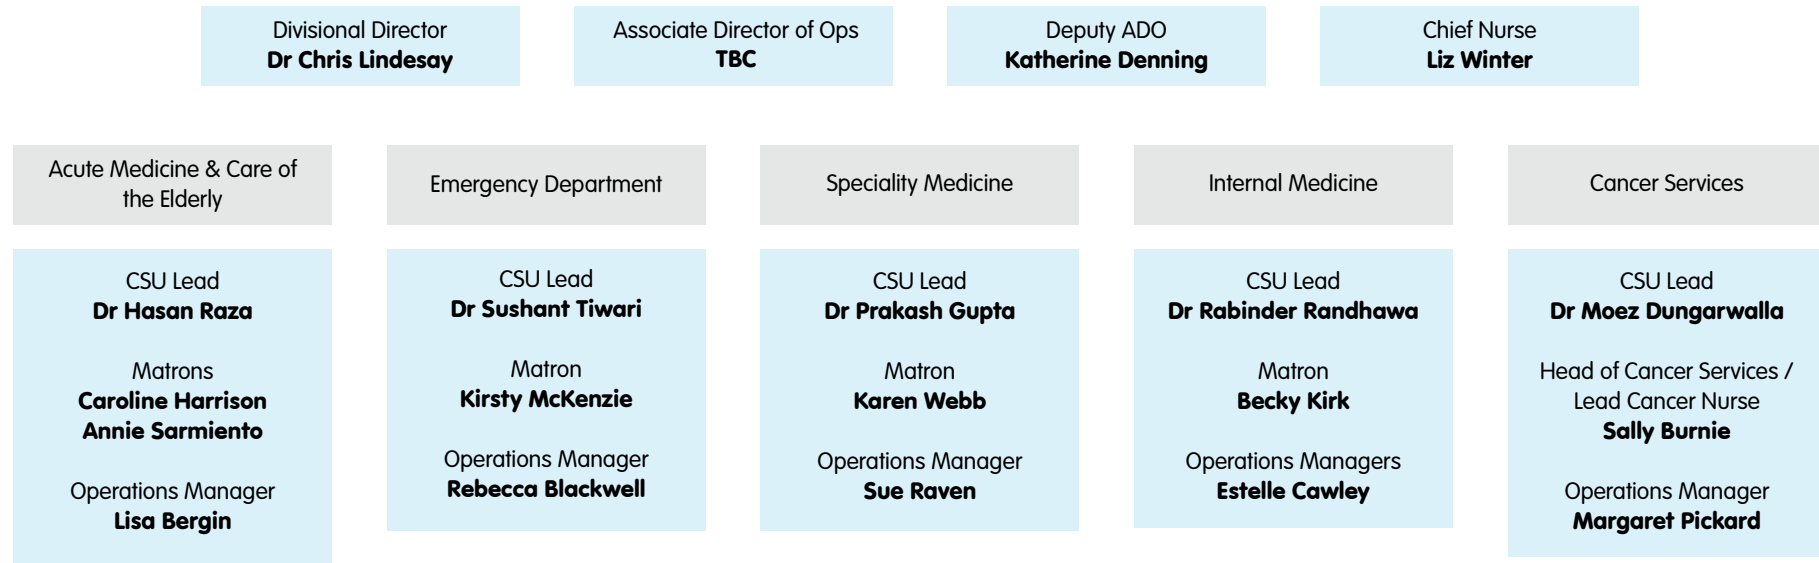 Divisional Director
Dr Chris Lindesay
Associate Director of Ops
TBC
Deputy ADO
Katherine Denning
Chief Nurse
Liz Winter
Acute Medicine & Care of
the Elderly
CSU Lead
Dr Hasan Raza
Matrons
Caroline Harrison
Annie Sarmiento
Operations Manager
Lisa Bergin
Emergency Department
CSU Lead
Dr Sushant Tiwari
Matron
Kirsty McKenzie
Operations Manager
Rebecca Blackwell
Speciality Medicine
CSU Lead
Dr Prakash Gupta
Matron
Karen Webb
Operations Manager
Sue Raven
Internal Medicine
CSU Lead
Dr Rabinder Randhawa
Matron
Becky Kirk
Operations Managers
Estelle Cawley
Cancer Services
CSU Lead
Dr Moez Dungarwalla
Head of Cancer Services /
Lead Cancer Nurse
Sally Burnie
Operations Manager
Margaret Pickard